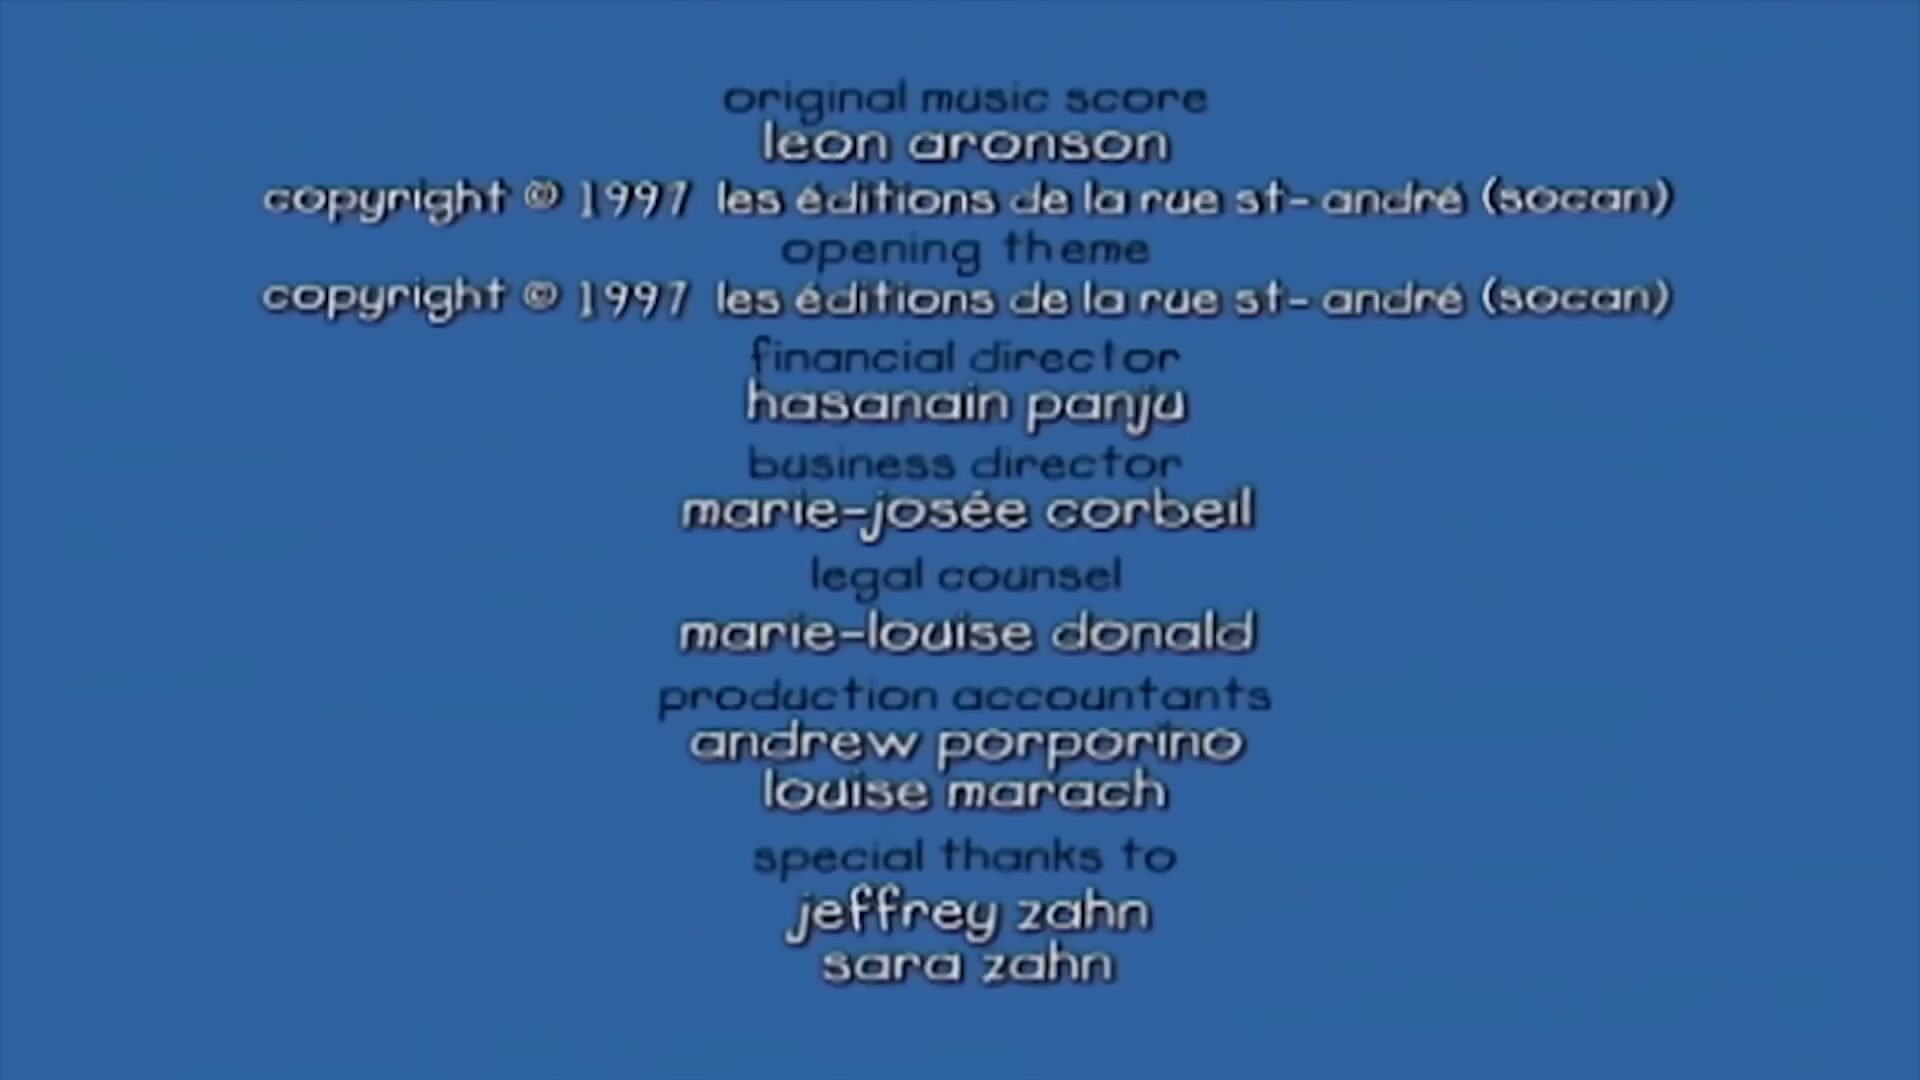 original music score
leon aronson
copyright © 1997 les éditions de la rue st-andré (socan)
opening theme
copyright © 1997 les éditions de la rue st-andré (socan)
financial director
hasanain panju
business director
marie-josée corbeil
legal counsel
marie-louise donald
production accountants
andrew porporino
louise marach
special thanks to
jeffrey zahn
sara zahn